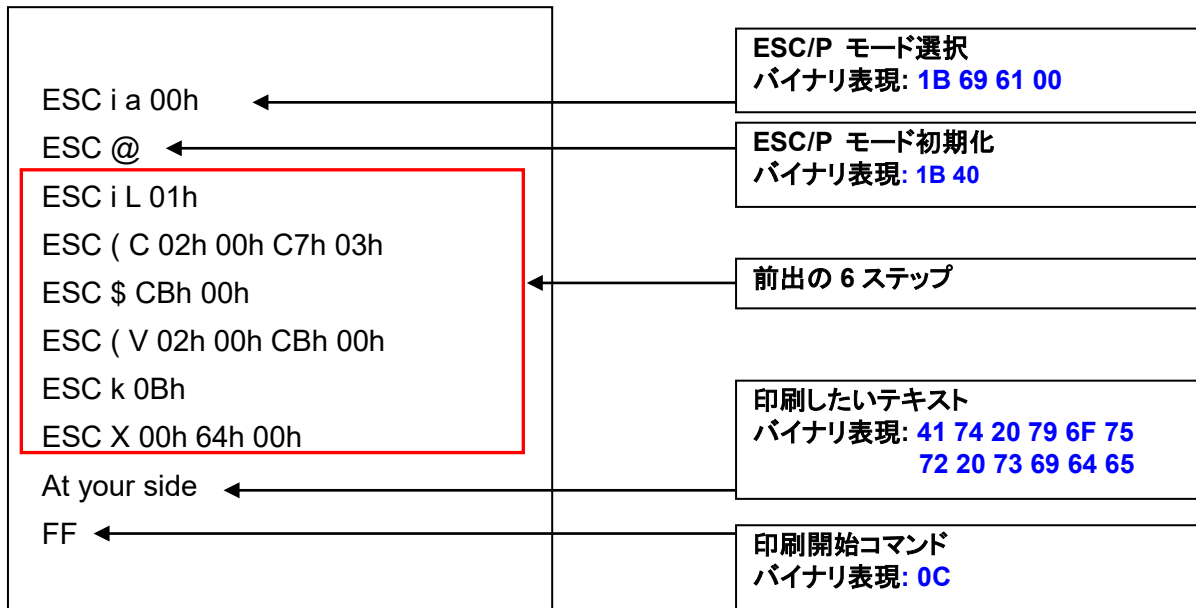 ESC i a 00h
ESC @
ESC i L 01h
ESC ( C 02h 00h C7h 03h
ESC $ CBh 00h
ESC ( V 02h 00h CBh 00h
ESC k 0Bh
ESC X 00h 64h 00h
At your side
FF
ESC/P モード選択
バイナリ表現: 1B 69 61 00
ESC/P モード初期化
バイナリ表現: 1B 40
前出の 6 ステップ
印刷したいテキスト
バイナリ表現: 41 74 20 79 6F 75
72 20 73 69 64 65
印刷開始コマンド
バイナリ表現: 0C